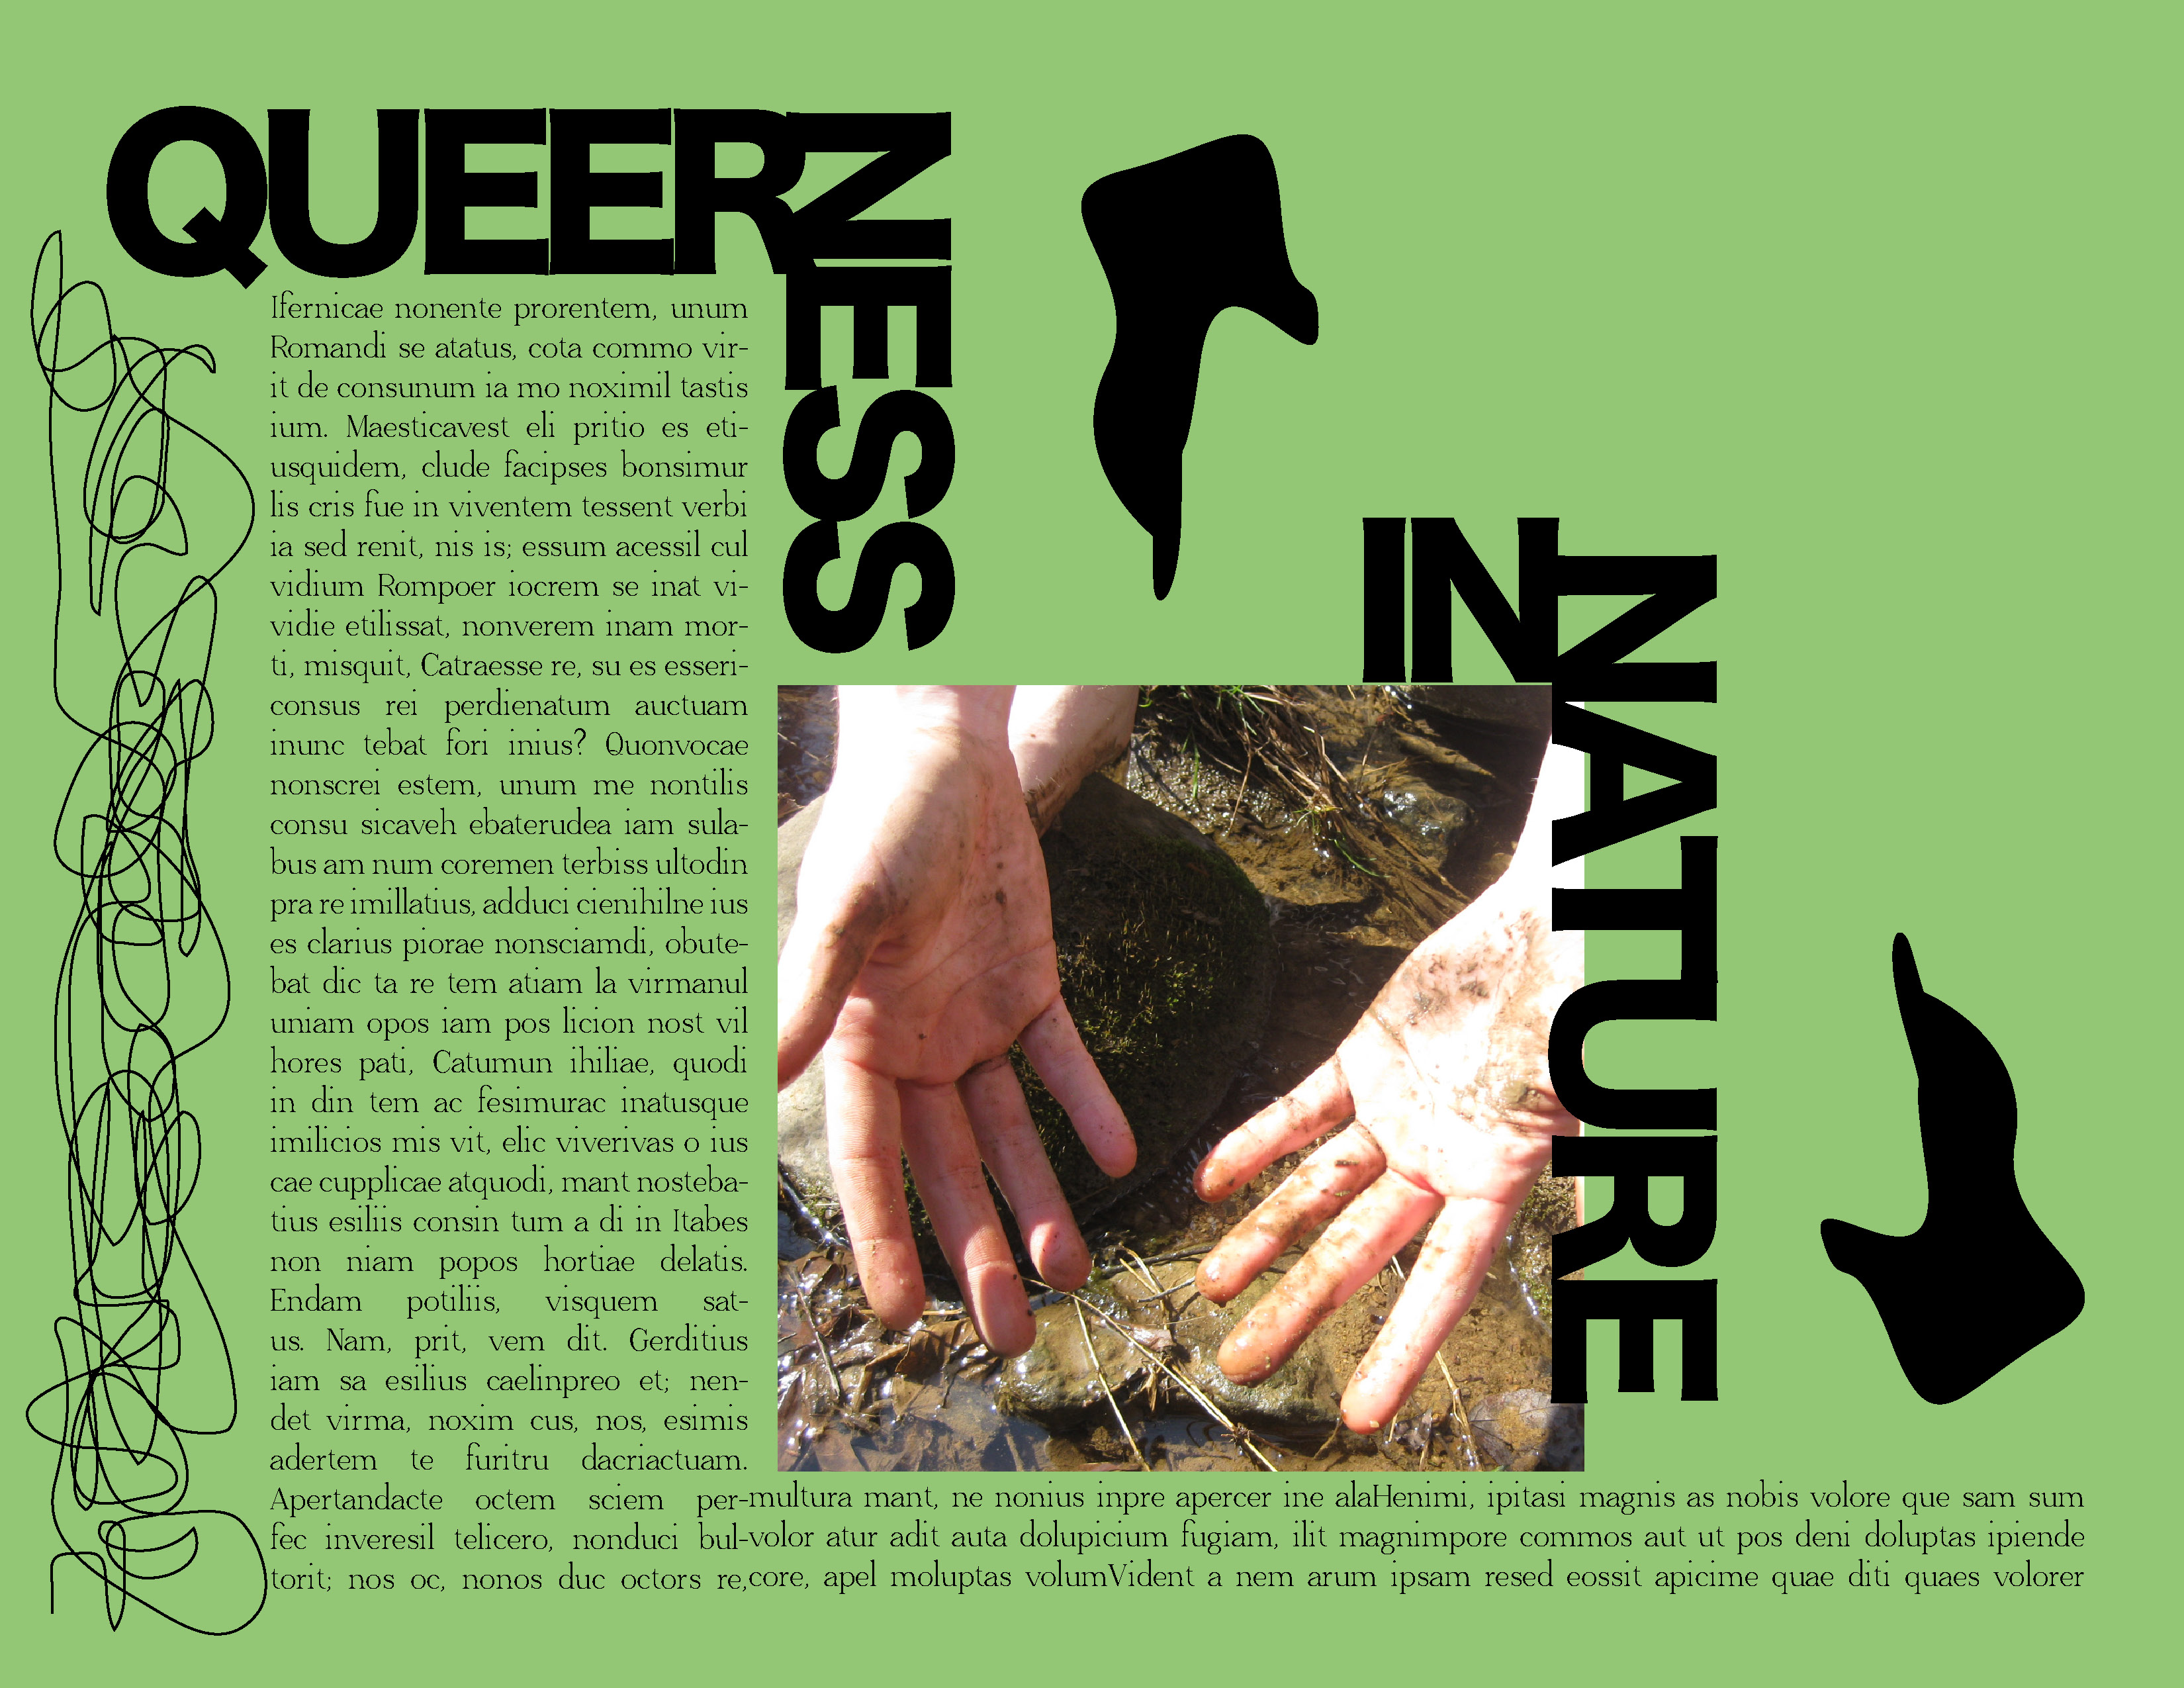 QUEERNESS
IN
NATURE
Ifernicae nonente prorentem, unum
Romandi se atatus, cota commo vir-
it de consunum ia mo noximil tastis
ium. Maesticavest eli pritio es eti-
usquidem, clude facipses bonsimur
lis cris fue in viventem tessent verbi
ia sed renit, nis is; essum acessil cul
vidium Rompoer iocrem se inat vi-
vidie etilissat, nonverem inam mor-
ti, misquit, Catraesse re, su es esseri-
consus rei perdienatum auctuam
inunc tebat fori inius? Quonvocae
nonscrei estem, unum me nontilis
consu sicaveh ebaterudea iam sula-
bus am num coremen terbiss ultodin
pra re imillatius, adduci cienihilne ius
es clarius piorae nonsciamdi, obute-
bat dic ta re tem atiam la virmanul
uniam opos iam pos licion nost vil
hores pati, Catumun ihiliae, quodi
in din tem ac fesimurac inatusque
imilicios mis vit, elic viverivas o ius
cae cupplicae atquodi, mant nosteba-
tius esiliis consin tum a di in Itabes
non niam popos hortiae delatis.
Endam potiliis, visquem sat-
us. Nam, prit, vem dit. Gerditius
iam sa esilius caelinpreo et; nen-
det virma, noxim cus, nos, esimis
adertem te furitru dacriactuam.
Apertandacte octem sciem per-
fec inveresil telicero, nonduci bul-
torit; nos oc, nonos duc octors re,
multura mant, ne nonius inpre apercer ine alaHenimi, ipitasi magnis as nobis volore que sam sum
volor atur adit auta dolupicium fugiam, ilit magnimpore commos aut ut pos deni doluptas ipiende
core, apel moluptas volumVident a nem arum ipsam resed eossit apicime quae diti quaes volorer